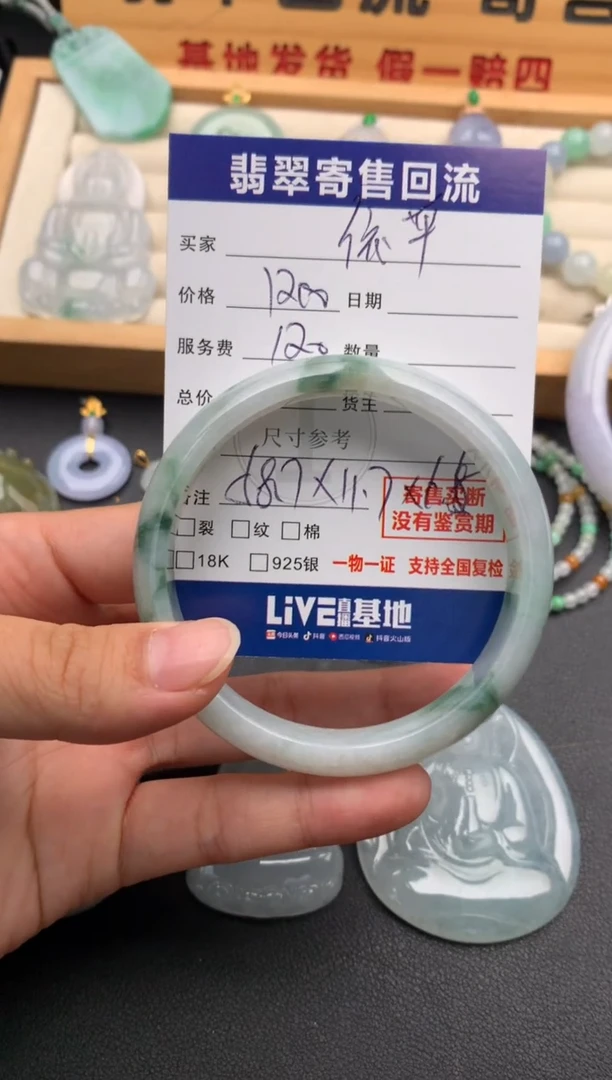 基地发货 假一赔四
翡翠寄售回流
买家 依苹
价格 1200 日期
服务费 120 数量
总价 货主
尺寸参考
备注 58.7×11.7
寄售买断
没有鉴赏期
裂 纹 棉
18K 925银 一物一证 支持全国复检
LiVE直播基地
今日头条 抖音 西瓜视频 抖音火山版